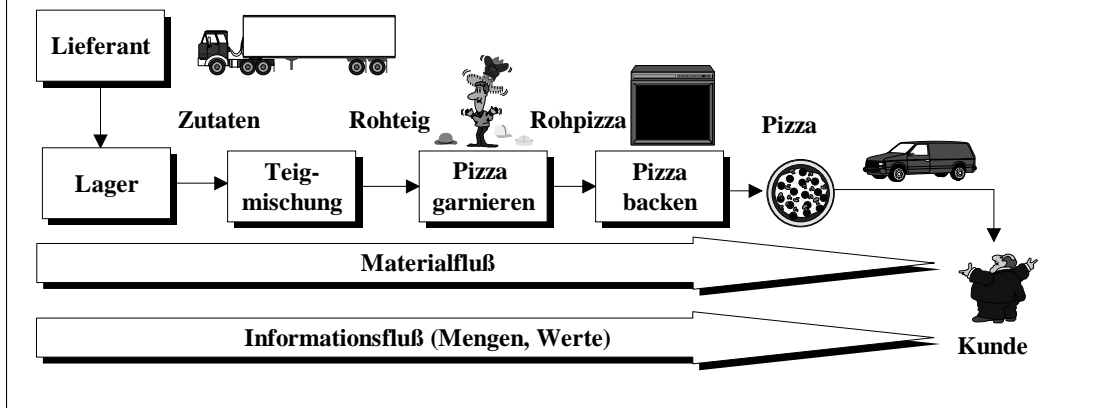 Lieferant
Zutaten
Rohteig
Rohpizza
Pizza
Lager
Teig-
mischung
Pizza
garnieren
Pizza
backen
Materialfluß
Informationsfluß (Mengen, Werte)
Kunde